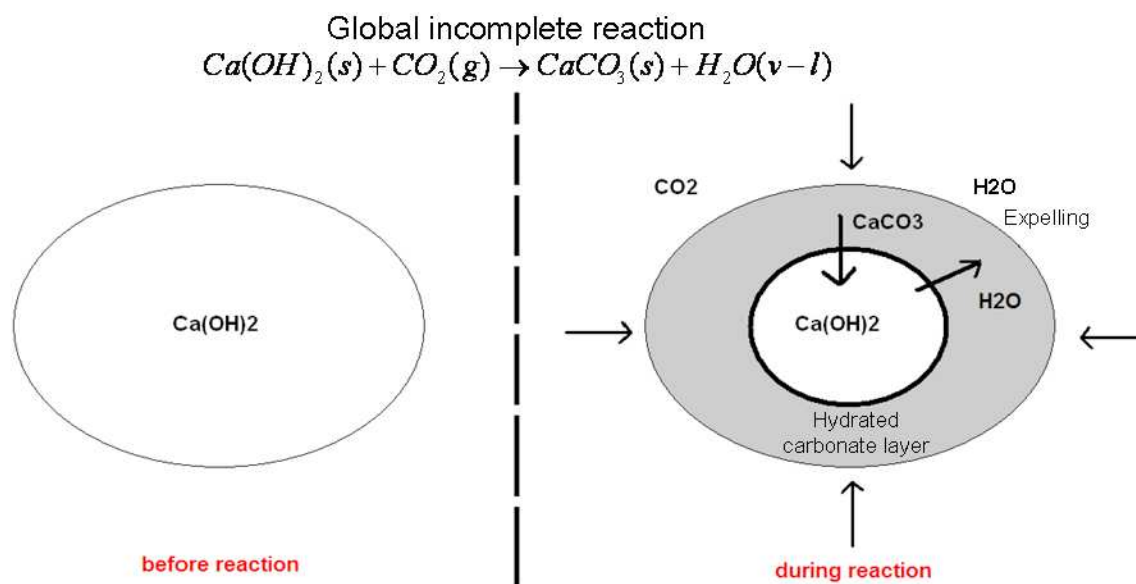 Global incomplete reaction
Ca(OH)2(s)+CO2(g)→CaCO3(s)+H2O(v−l)
Ca(OH)2
before reaction
CO2
H2O
Expelling
CaCO3
H2O
Ca(OH)2
Hydrated
carbonate layer
during reaction